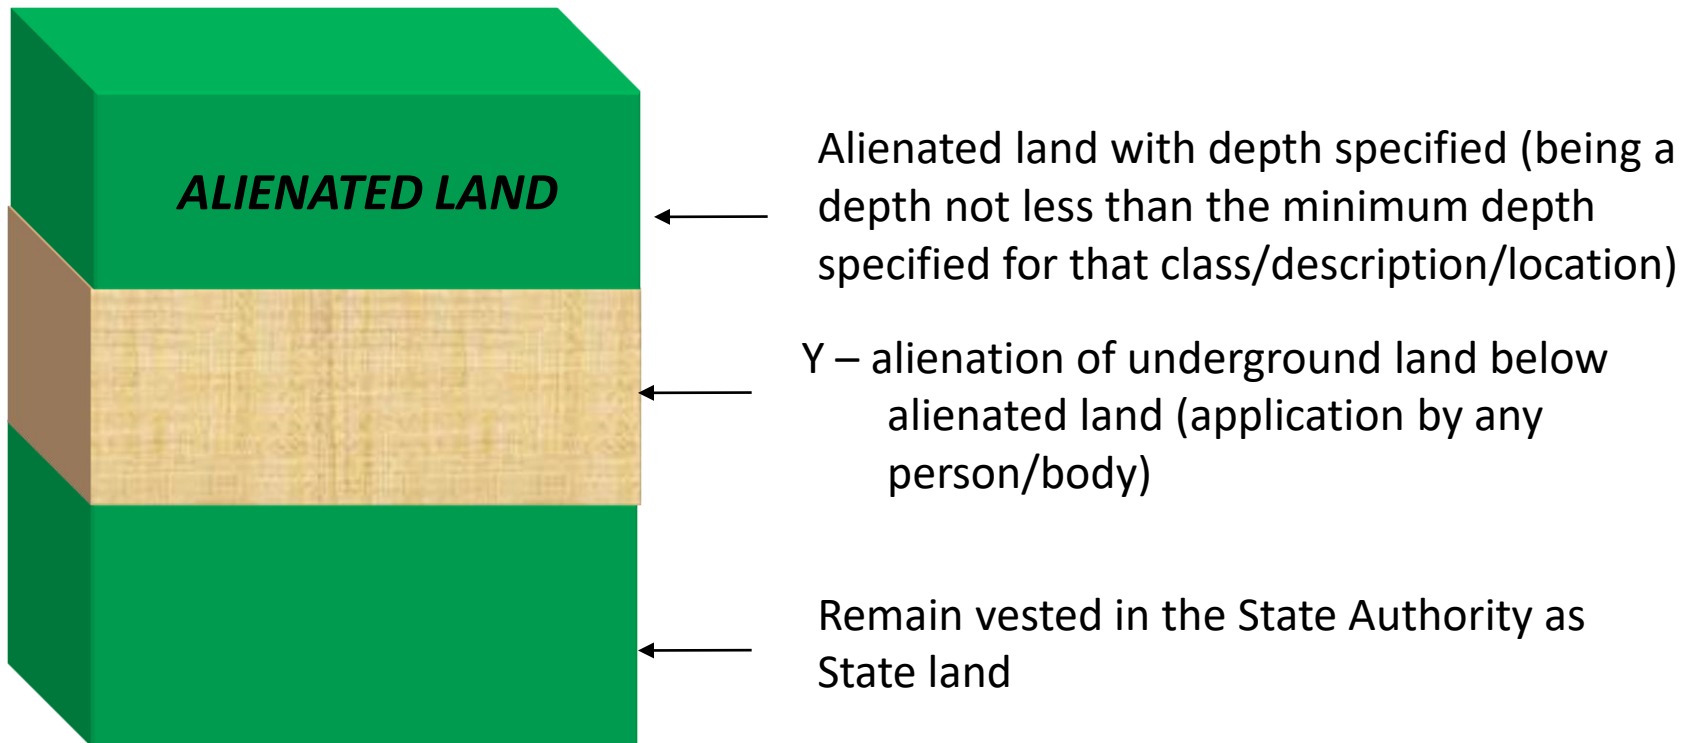 ALIENATED LAND
Alienated land with depth specified (being a
depth not less than the minimum depth
specified for that class/description/location)
Y – alienation of underground land below
alienated land (application by any
person/body)
Remain vested in the State Authority as
State land